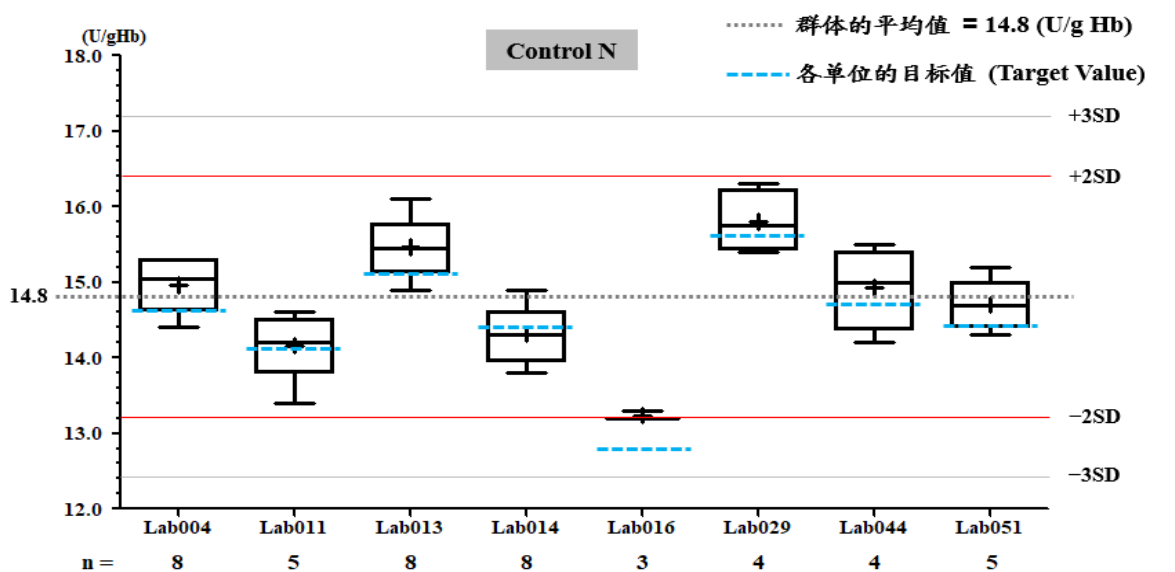 (U/gHb)
Control N
群体的平均值 = 14.8 (U/g Hb)
各单位的目标值 (Target Value)
18.0
17.0
16.0
15.0
14.8
14.0
13.0
12.0
+3SD
+2SD
−2SD
−3SD
Lab004 Lab011 Lab013 Lab014 Lab016 Lab029 Lab044 Lab051
n = 8 5 8 8 3 4 4 5